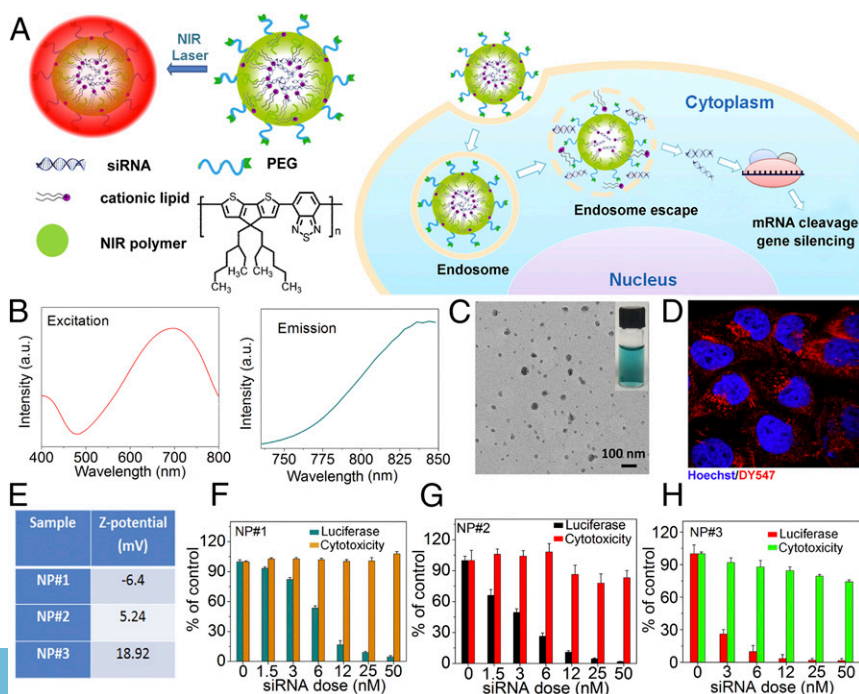 A
NIR
Laser
siRNA
PEG
cationic lipid
NIR polymer
S
S
N
S
N
n
CH₃
CH₃
CH₃
CH₃
Cytoplasm
Endosome escape
Endosome
mRNA cleavage
gene silencing
Nucleus
B
Excitation
Intensity (a.u.)
400 500 600 700 800
Wavelength (nm)
Emission
Intensity (a.u.)
750 775 800 825 850
Wavelength (nm)
C
100 nm
D
Hoechst/DY547
E
Sample Z-potential
(mV)
NP#1 -6.4
NP#2 5.24
NP#3 18.92
F
NP#1
Luciferase
Cytotoxicity
% of control
120
90
60
30
0
0 1.5 3 6 12 25 50
siRNA dose (nM)
G
NP#2
Luciferase
Cytotoxicity
% of control
120
90
60
30
0
0 1.5 3 6 12 25 50
siRNA dose (nM)
H
NP#3
Luciferase
Cytotoxicity
% of control
120
90
60
30
0
0 3 6 12 25 50
siRNA dose (nM)